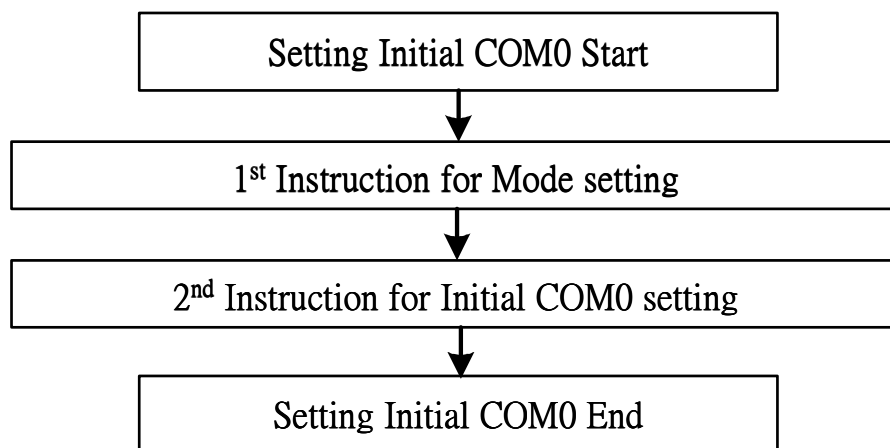 Setting Initial COM0 Start
1st Instruction for Mode setting
2nd Instruction for Initial COM0 setting
Setting Initial COM0 End